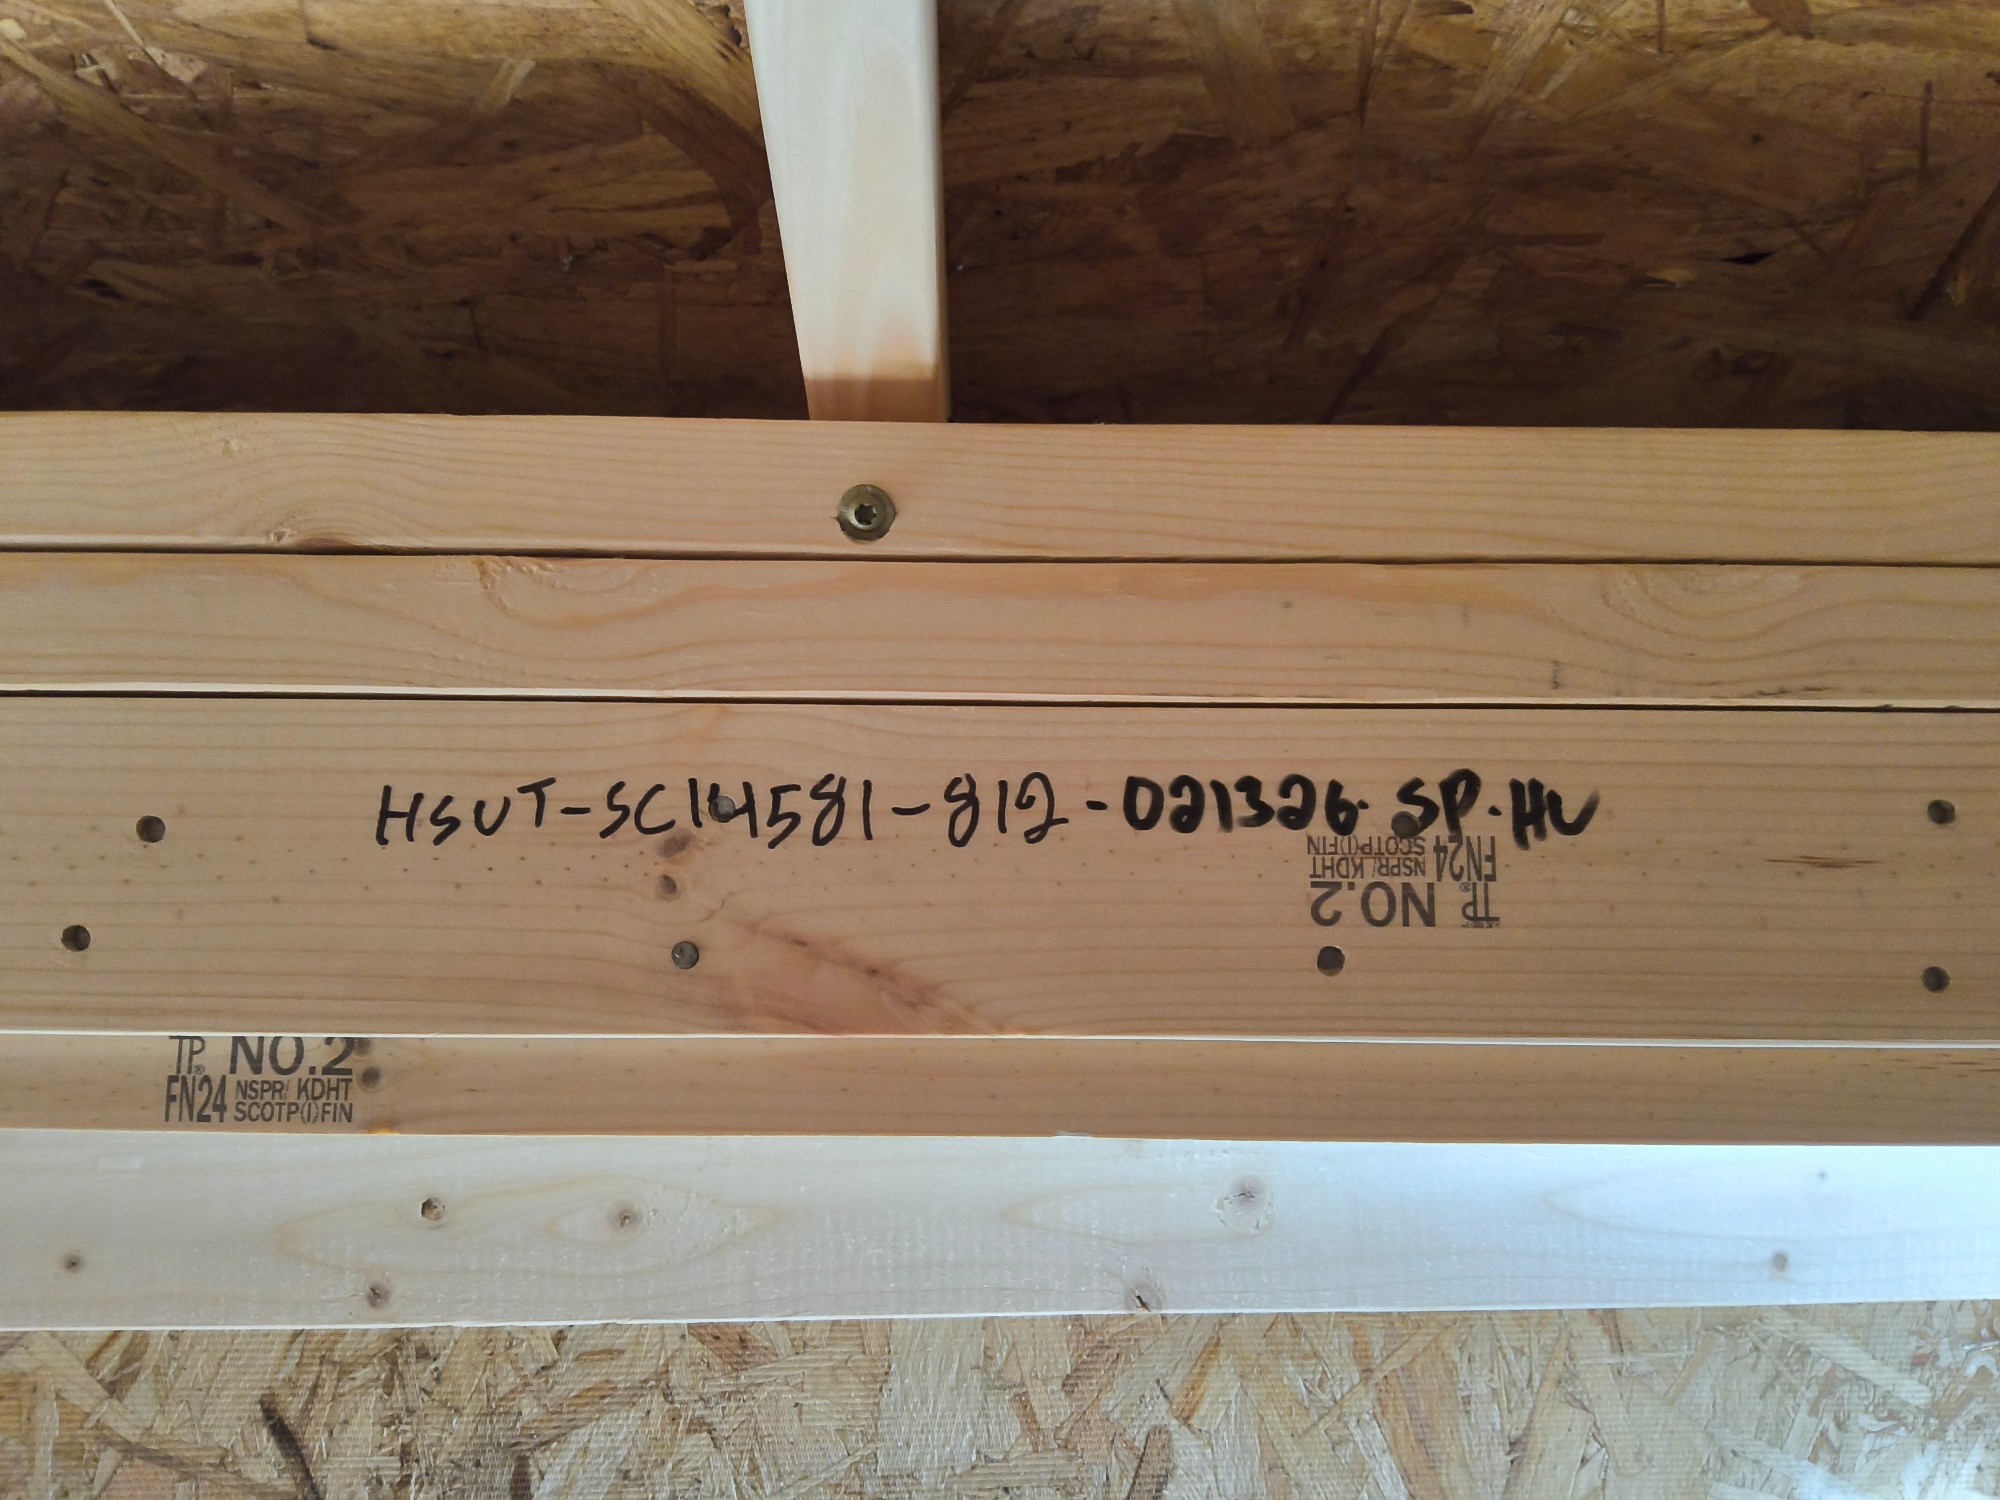 HSUT-SC14581-812-021326-SP-HU
TP® NO.2
FN24 NSPR/ KDHT
SCOTP(I)FIN
TP® NO.2
FN24 NSPR/ KDHT
SCOTP(I)FIN